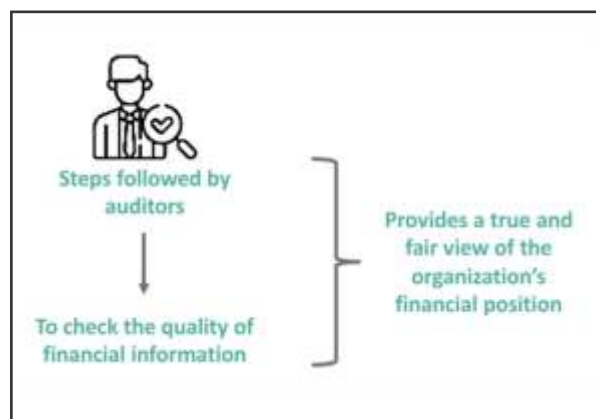 Steps followed by
auditors
To check the quality of
financial information
Provides a true and
fair view of the
organization's
financial position